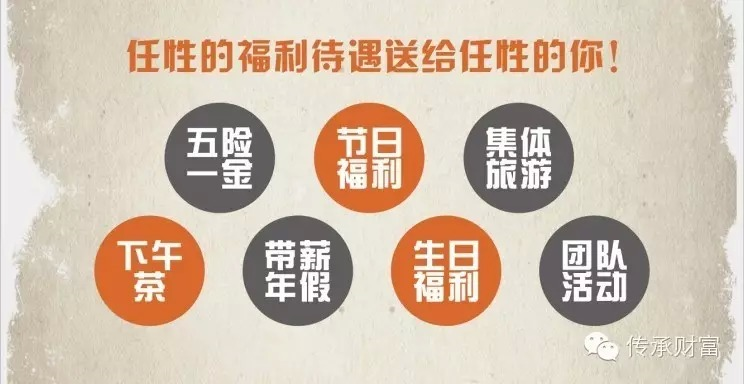 任性的福利待遇送给任性的你!
五险
一金
节日
福利
集体
旅游
下午
茶
带薪
年假
生日
福利
团队
活动
传承财富